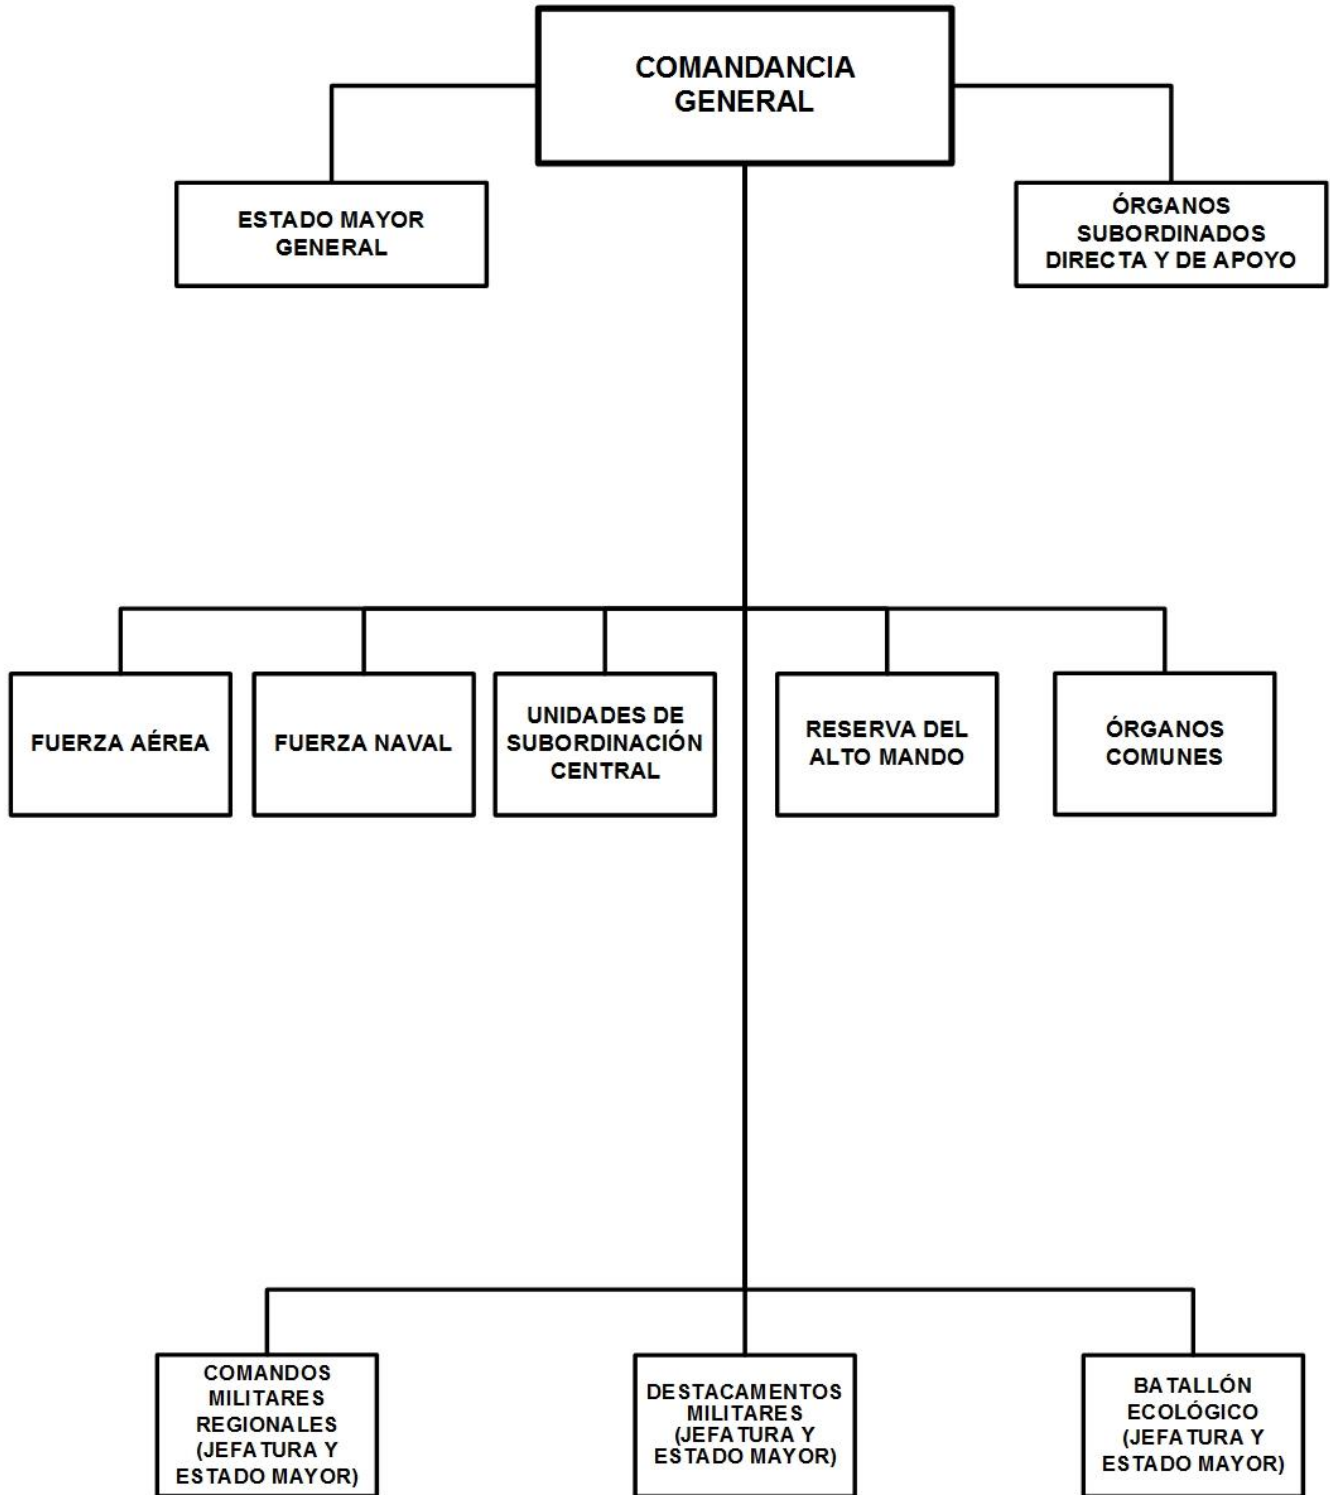 COMANDANCIA
GENERAL
ESTADO MAYOR
GENERAL
ÓRGANOS
SUBORDINADOS
DIRECTA Y DE APOYO
FUERZA AÉREA
FUERZA NAVAL
UNIDADES DE
SUBORDINACIÓN
CENTRAL
RESERVA DEL
ALTO MANDO
ÓRGANOS
COMUNES
COMANDOS
MILITARES
REGIONALES
(JEFATURA Y
ESTADO MAYOR)
DESTACAMENTOS
MILITARES
(JEFATURA Y
ESTADO MAYOR)
BATALLÓN
ECOLÓGICO
(JEFATURA Y
ESTADO MAYOR)